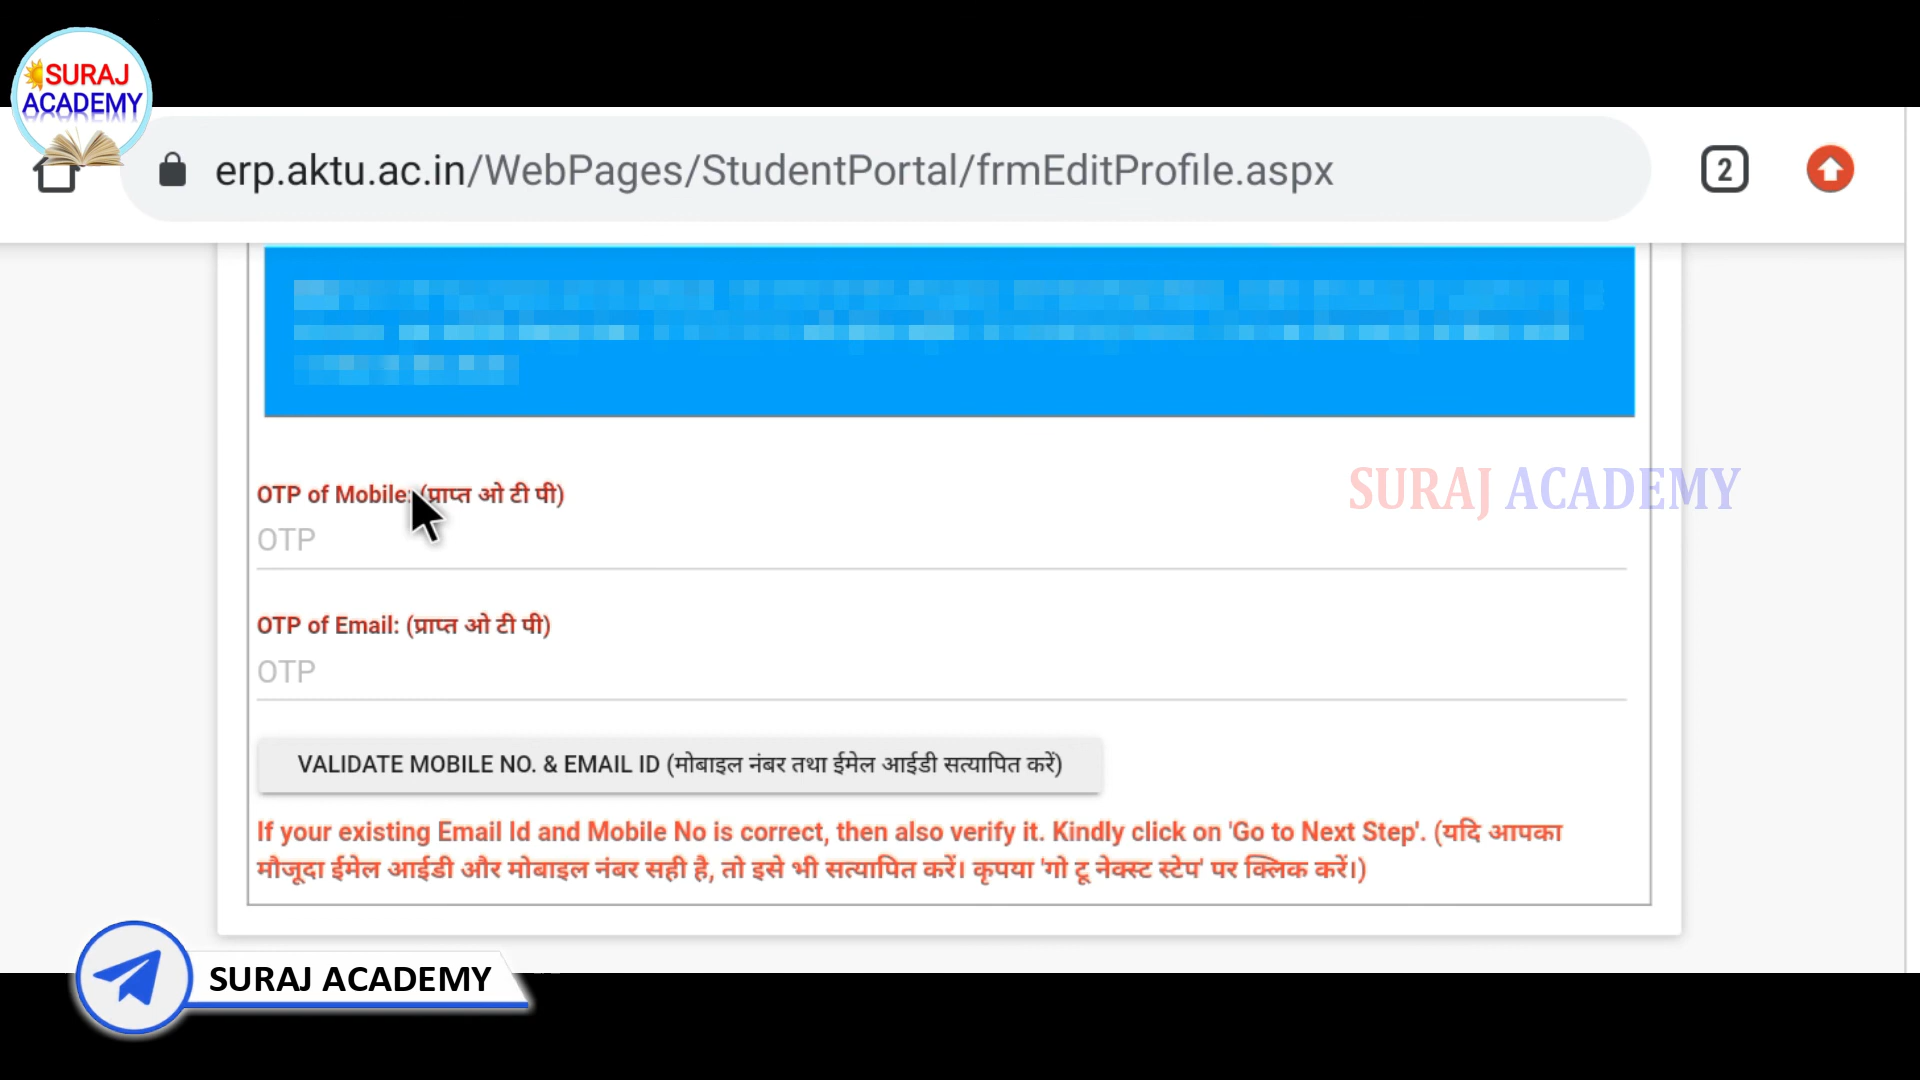 SURAJ
ACADEMY
erp.aktu.ac.in/WebPages/StudentPortal/frmEditProfile.aspx
2
OTP of Mobile: (प्राप्त ओ टी पी)
SURAJ ACADEMY
OTP
OTP of Email: (प्राप्त ओ टी पी)
OTP
VALIDATE MOBILE NO. & EMAIL ID (मोबाइल नंबर तथा ईमेल आईडी सत्यापित करें)
If your existing Email Id and Mobile No is correct, then also verify it. Kindly click on 'Go to Next Step'. (यदि आपका
मौजूदा ईमेल आईडी और मोबाइल नंबर सही है, तो इसे भी सत्यापित करें। कृपया 'गो टू नेक्स्ट स्टेप' पर क्लिक करें।)
SURAJ ACADEMY